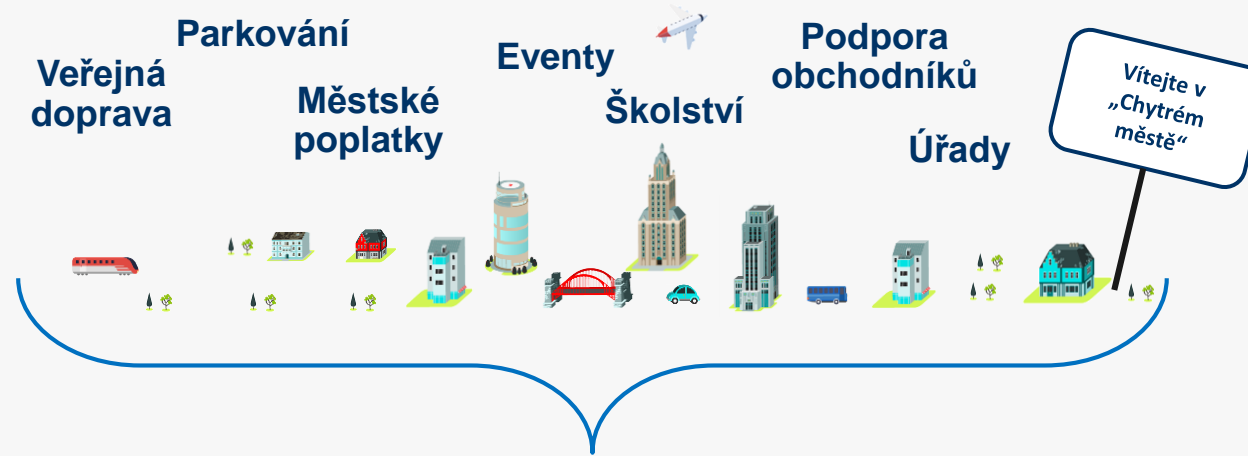 Parkování
Veřejná
doprava
Městské
poplatky
Eventy
Školství
Podpora
obchodníků
Úřady
Vítejte v
„Chytrém
městě“